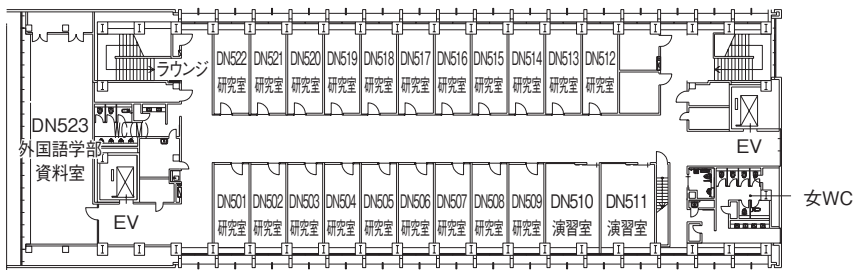 ラウンジ
DN522
研究室
DN521
研究室
DN520
研究室
DN519
研究室
DN518
研究室
DN517
研究室
DN516
研究室
DN515
研究室
DN514
研究室
DN513
研究室
DN512
研究室
DN523
外国語学部
資料室
EV
EV
DN501
研究室
DN502
研究室
DN503
研究室
DN504
研究室
DN505
研究室
DN506
研究室
DN507
研究室
DN508
研究室
DN509
研究室
DN510
演習室
DN511
演習室
女WC